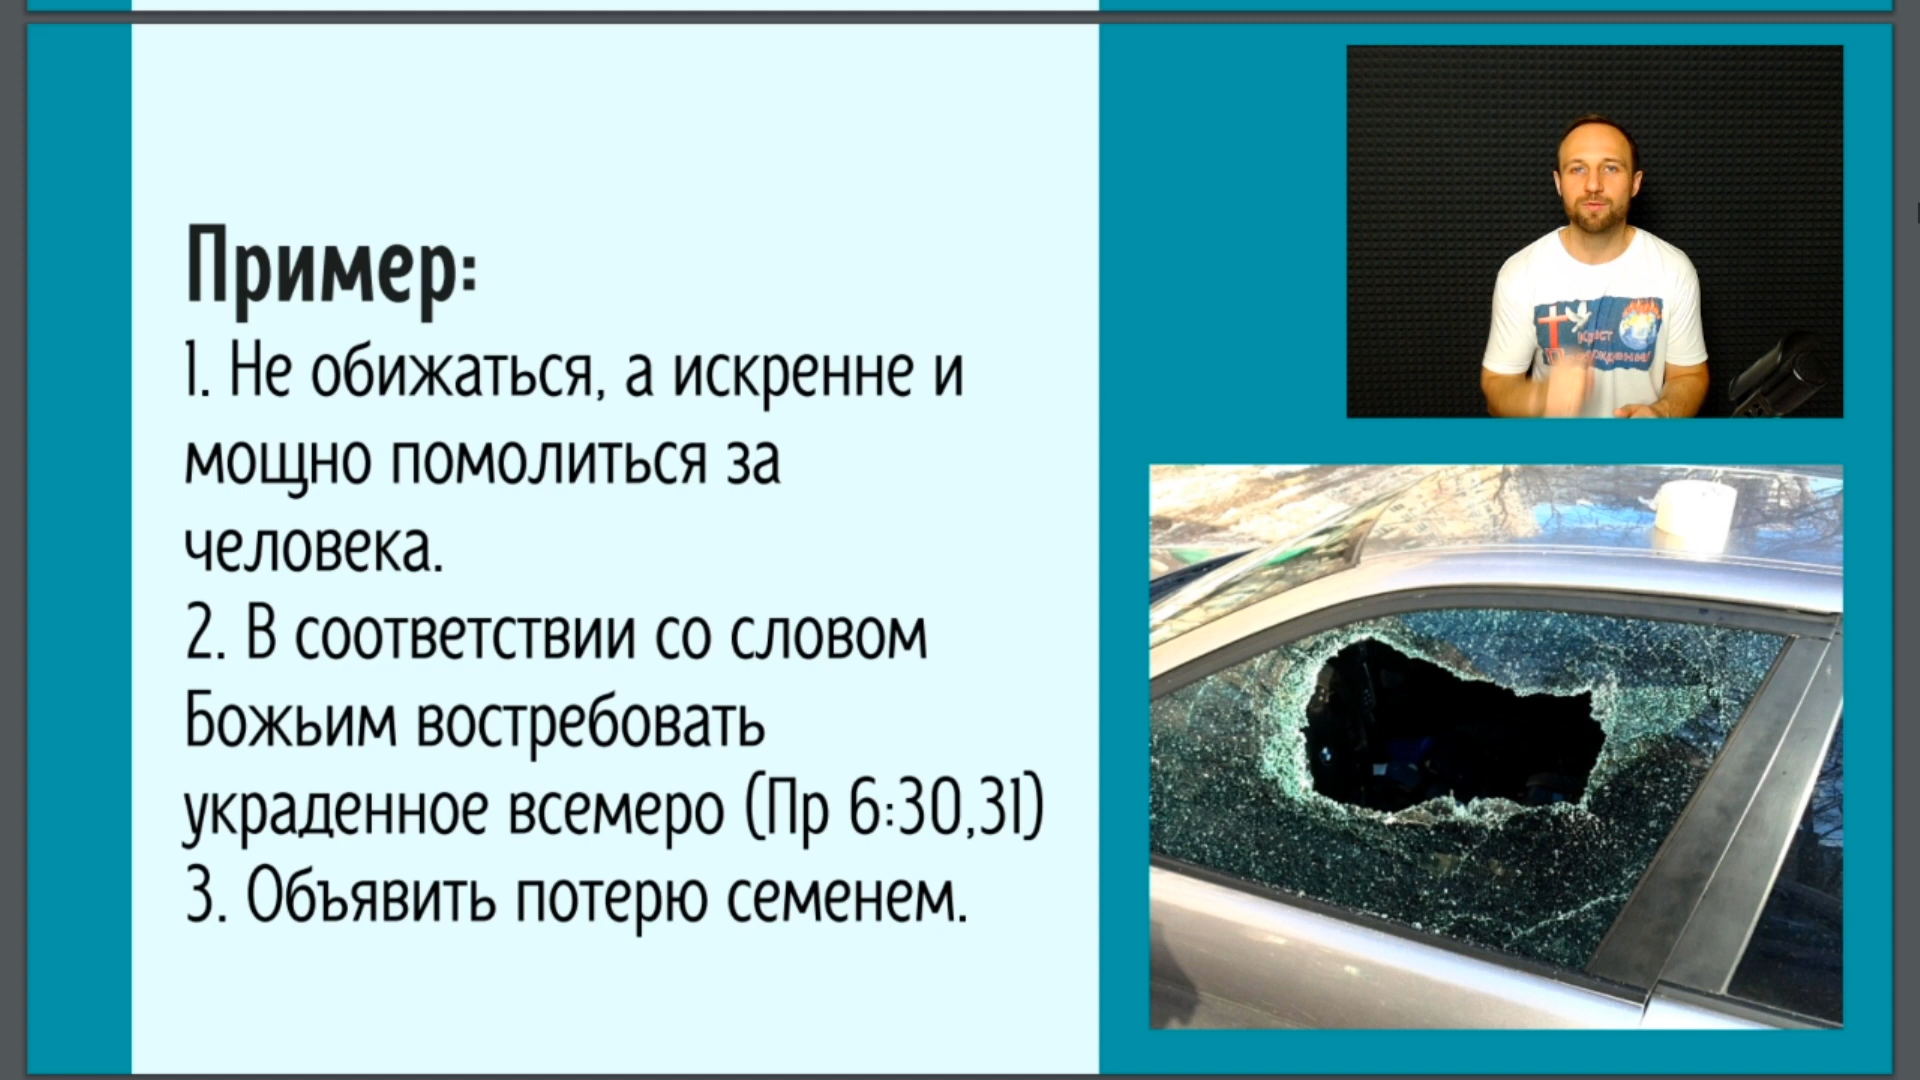 Пример:
1. Не обижаться, а искренне и
мощно помолиться за
человека.
2. В соответствии со словом
Божьим востребовать
украденное всемеро (Пр 6:30,31)
3. Объявить потерю семенем.